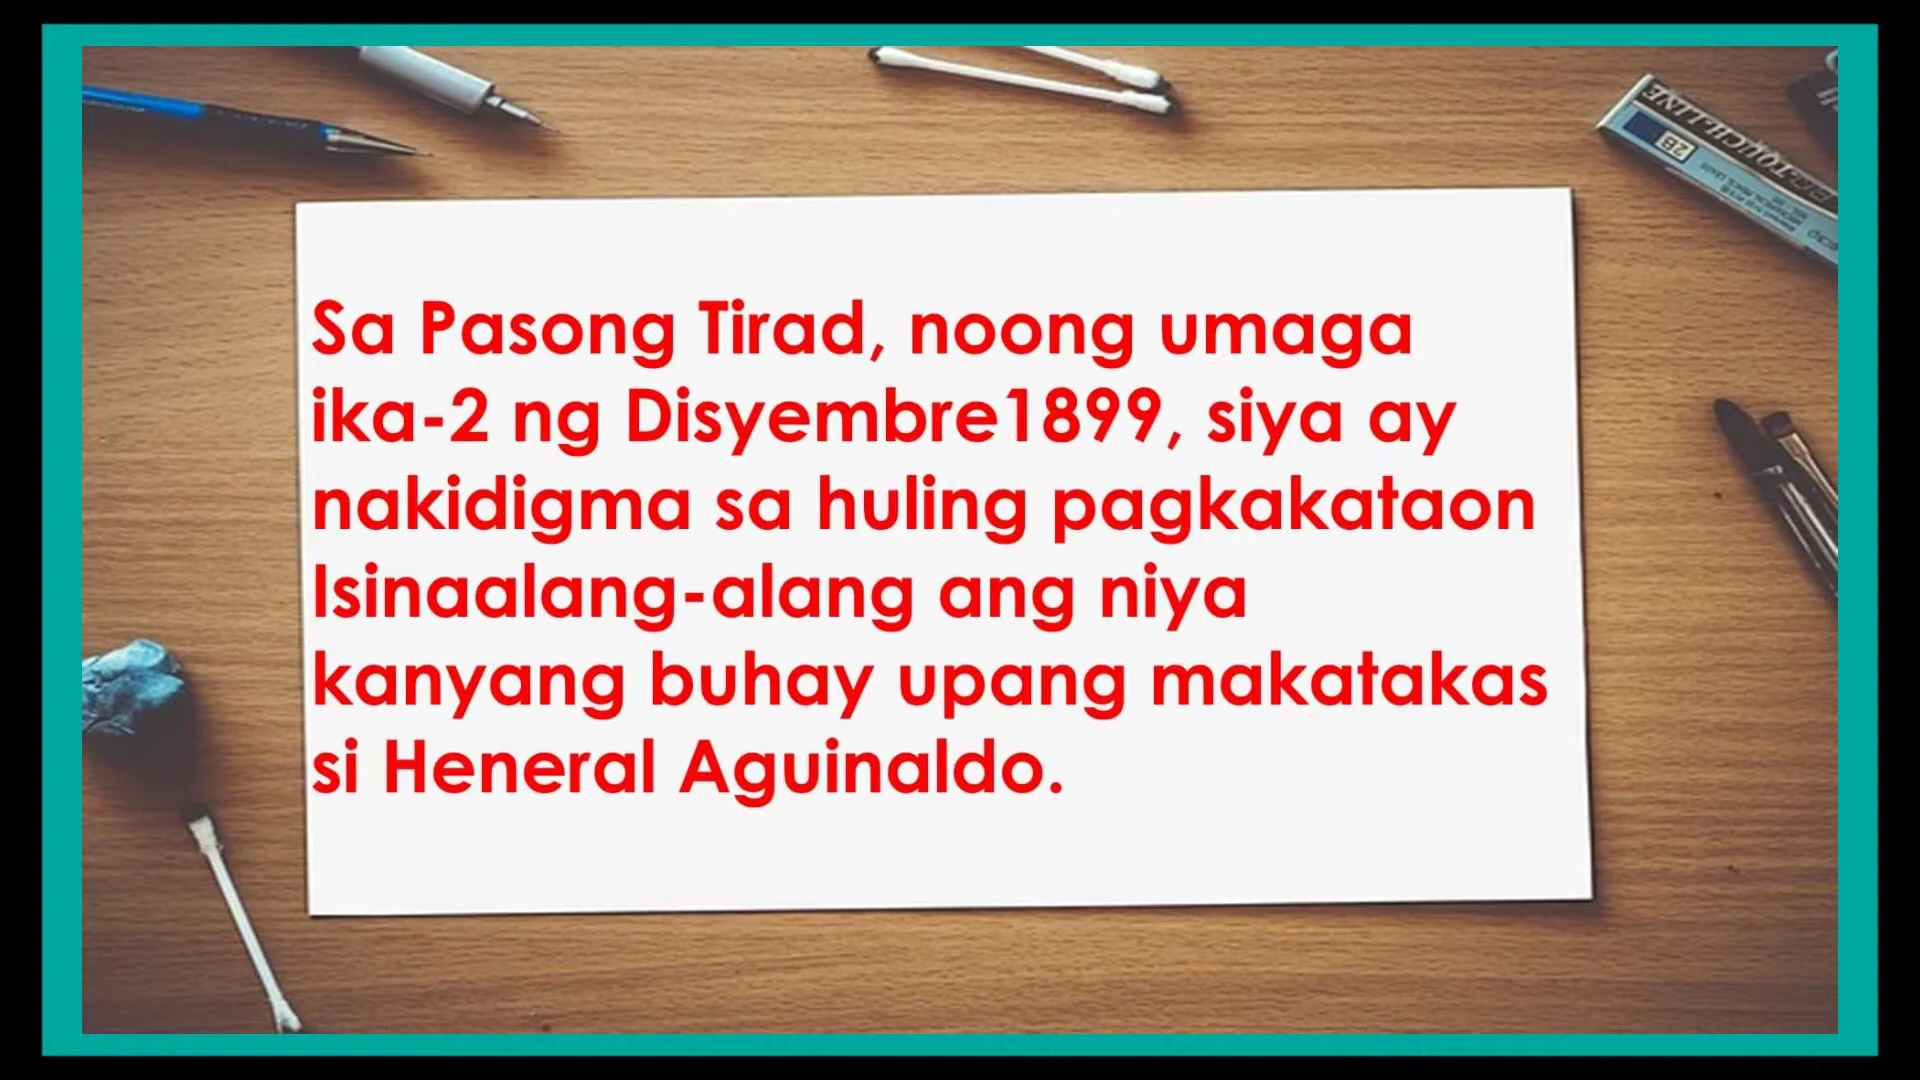 Sa Pasong Tirad, noong umaga
ika-2 ng Disyembre1899, siya ay
nakidigma sa huling pagkakataon
Isinaalang-alang ang niya
kanyang buhay upang makatakas
si Heneral Aguinaldo.
2B